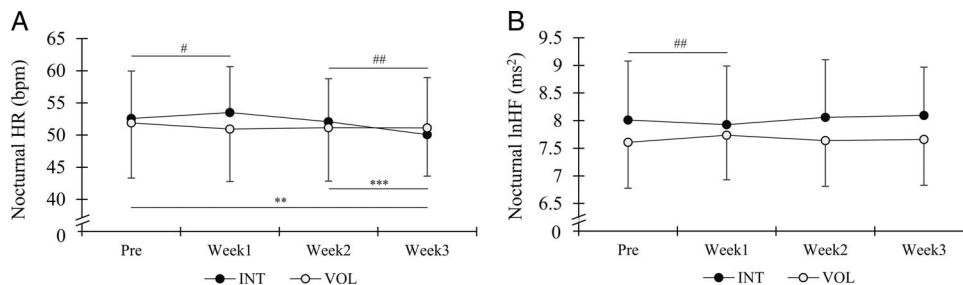 A
Nocturnal HR (bpm)
65
60
55
50
45
40
0
#
##
***
**
Pre Week1 Week2 Week3
INT VOL
B
Nocturnal lnHF (ms²)
9.5
9
8.5
8
7.5
7
6.5
0
##
Pre Week1 Week2 Week3
INT VOL